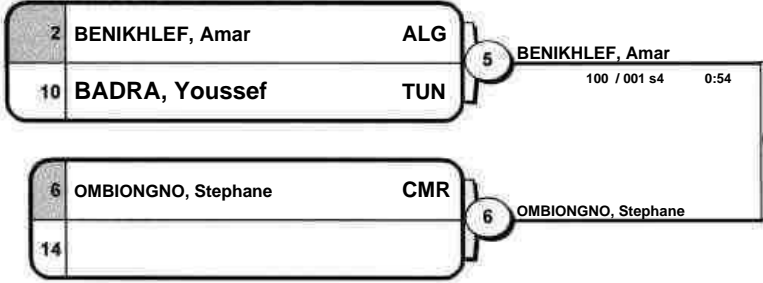 2 BENIKHLEF, Amar ALG
10 BADRA, Youssef TUN
5 BENIKHLEF, Amar
100 / 001 s4 0:54
6 OMBIONGNO, Stephane CMR
14
6 OMBIONGNO, Stephane